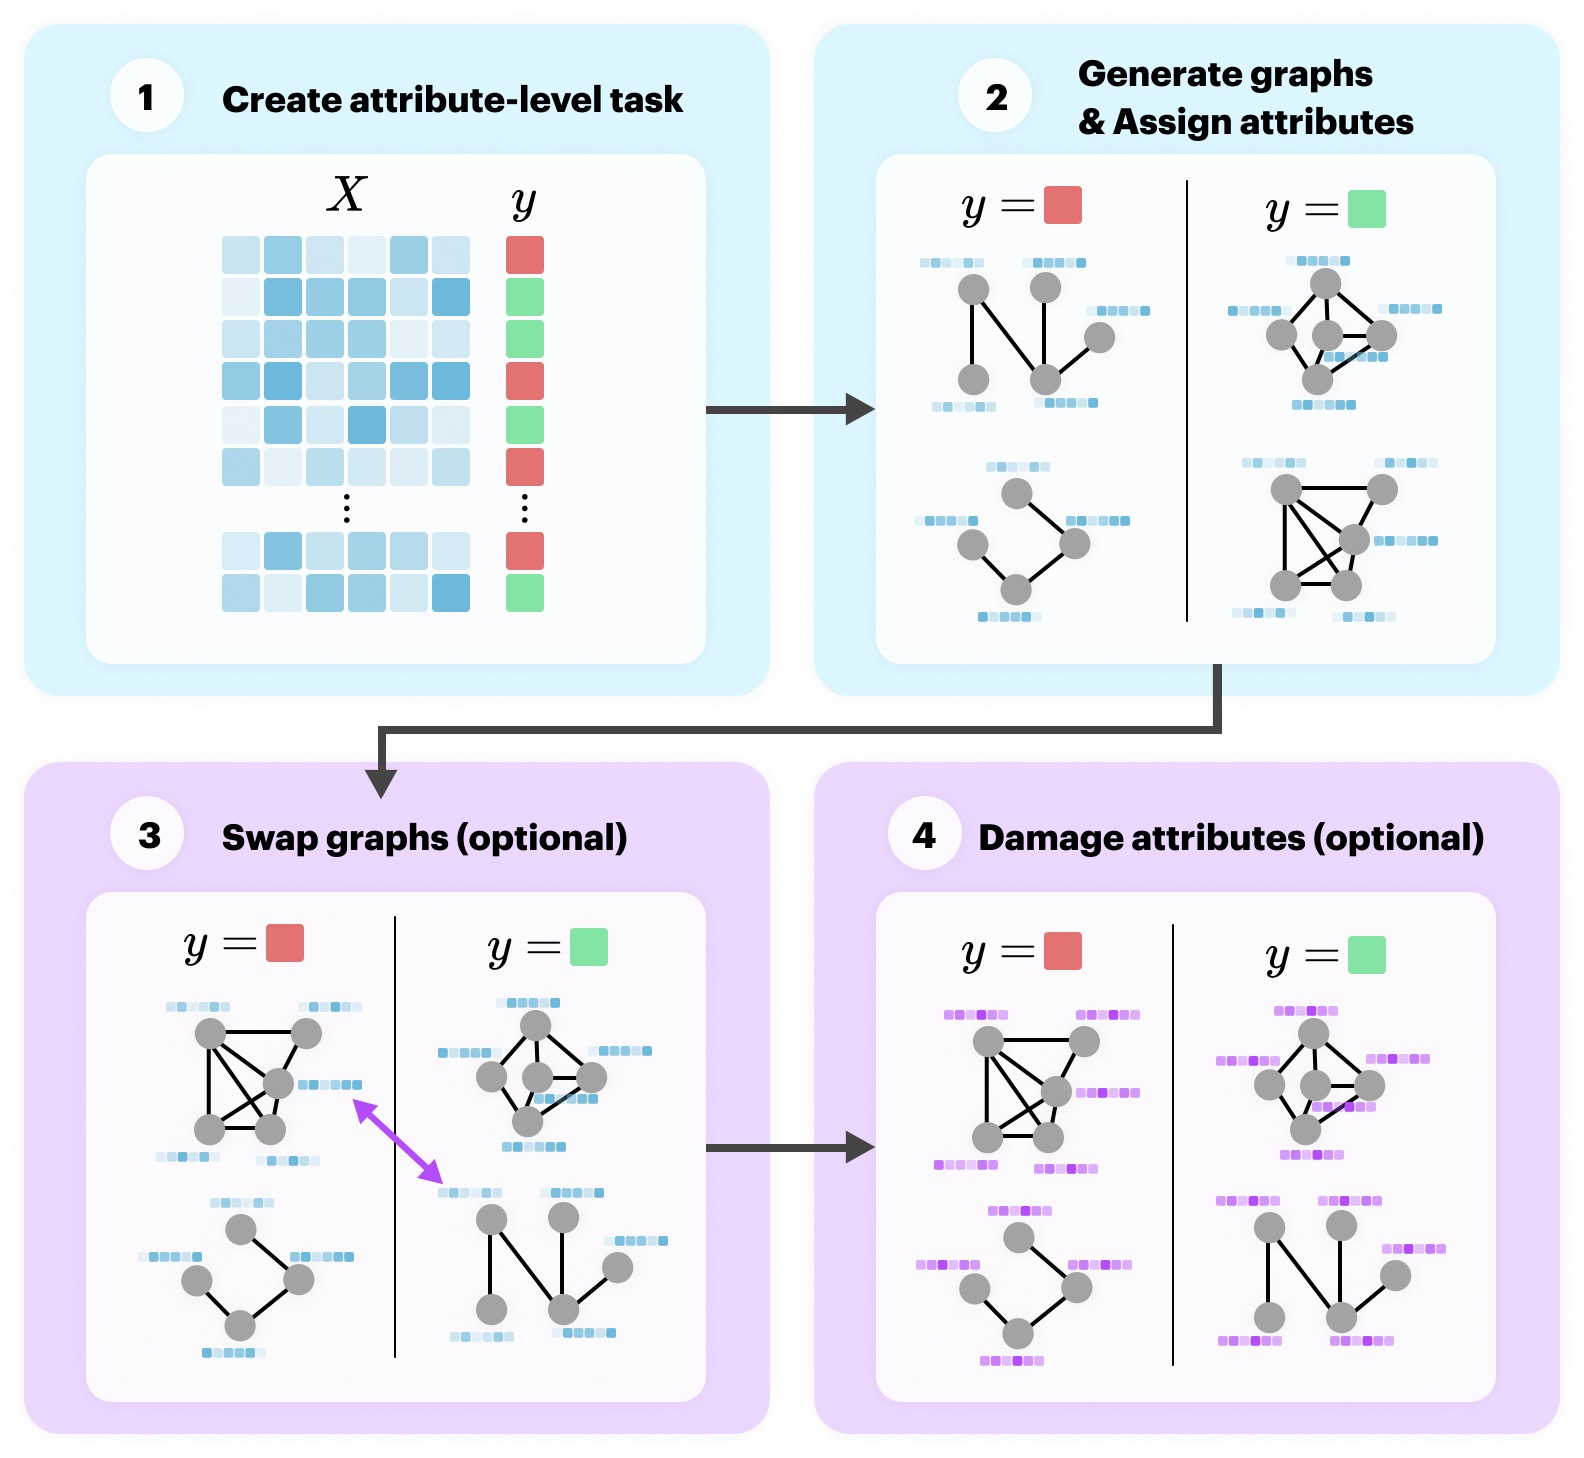 1
Create attribute-level task
X
y
2
Generate graphs
& Assign attributes
y =
y =
3
Swap graphs (optional)
y =
y =
4
Damage attributes (optional)
y =
y =